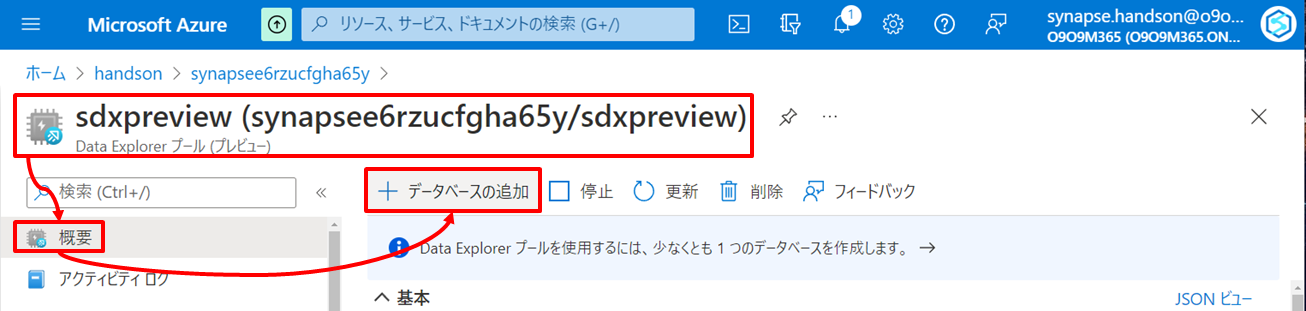 Microsoft Azure
リソース、サービス、ドキュメントの検索 (G+/)
1
synapse.handson@o9o...
O9O9M365 (O9O9M365.ON...
ホーム > handson > synapsee6rzucfgha65y >
sdxpreview (synapsee6rzucfgha65y/sdxpreview)
...
Data Explorer プール (プレビュー)
検索 (Ctrl+/)
«
データベースの追加
停止
更新
削除
フィードバック
概要
Data Explorer プールを使用するには、少なくとも 1 つのデータベースを作成します。 →
アクティビティ ログ
基本
JSON ビュー